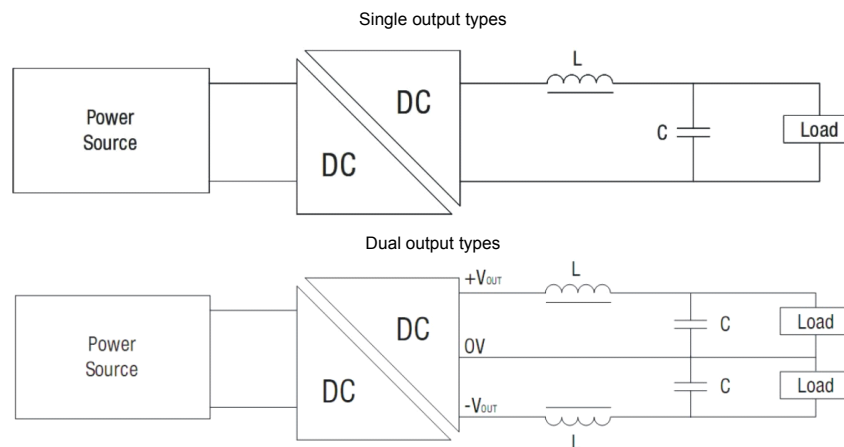 Single output types
L
DC
Power
Source
C
Load
DC
Dual output types
+VOUT
L
DC
Power
Source
C
Load
0V
DC
C
Load
-VOUT
L